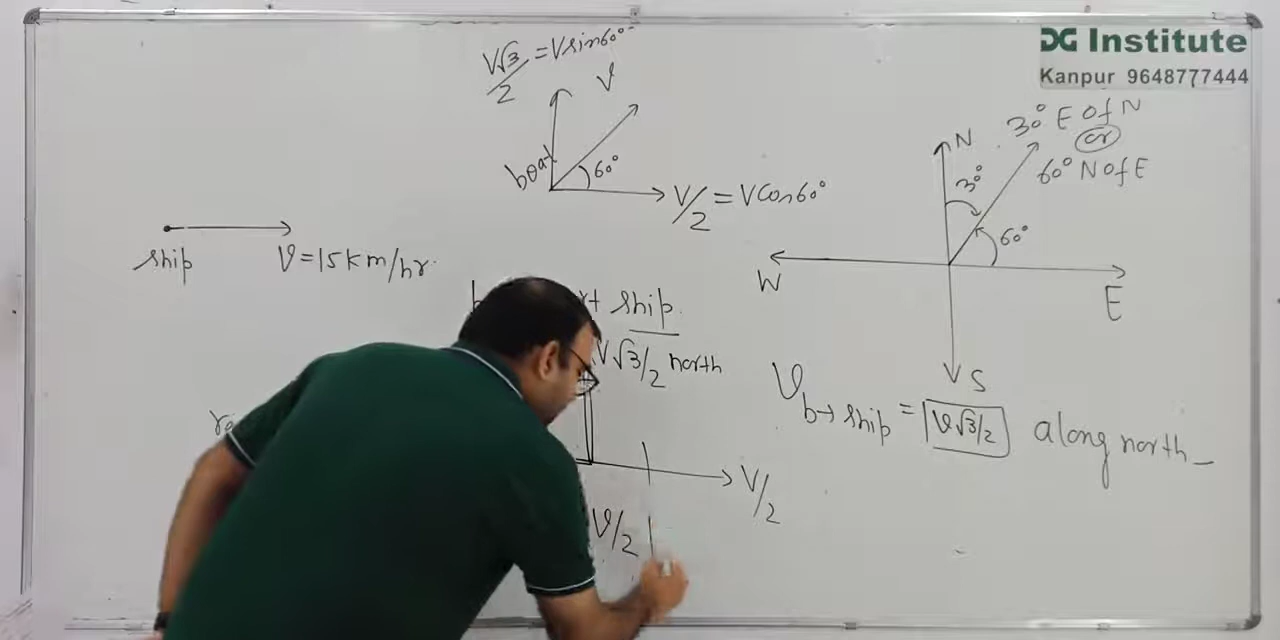 DG Institute
Kanpur 9648777444
V√3/2 = V sin60°
V
boat
60°
V/2 = V cos60°
ship
V = 15 km/hr.
N
30° E of N
or
60° N of E
30°
60°
W
E
S
ship
V√3/2 north
V/2
V/2
V b→ship = V√3/2 along north